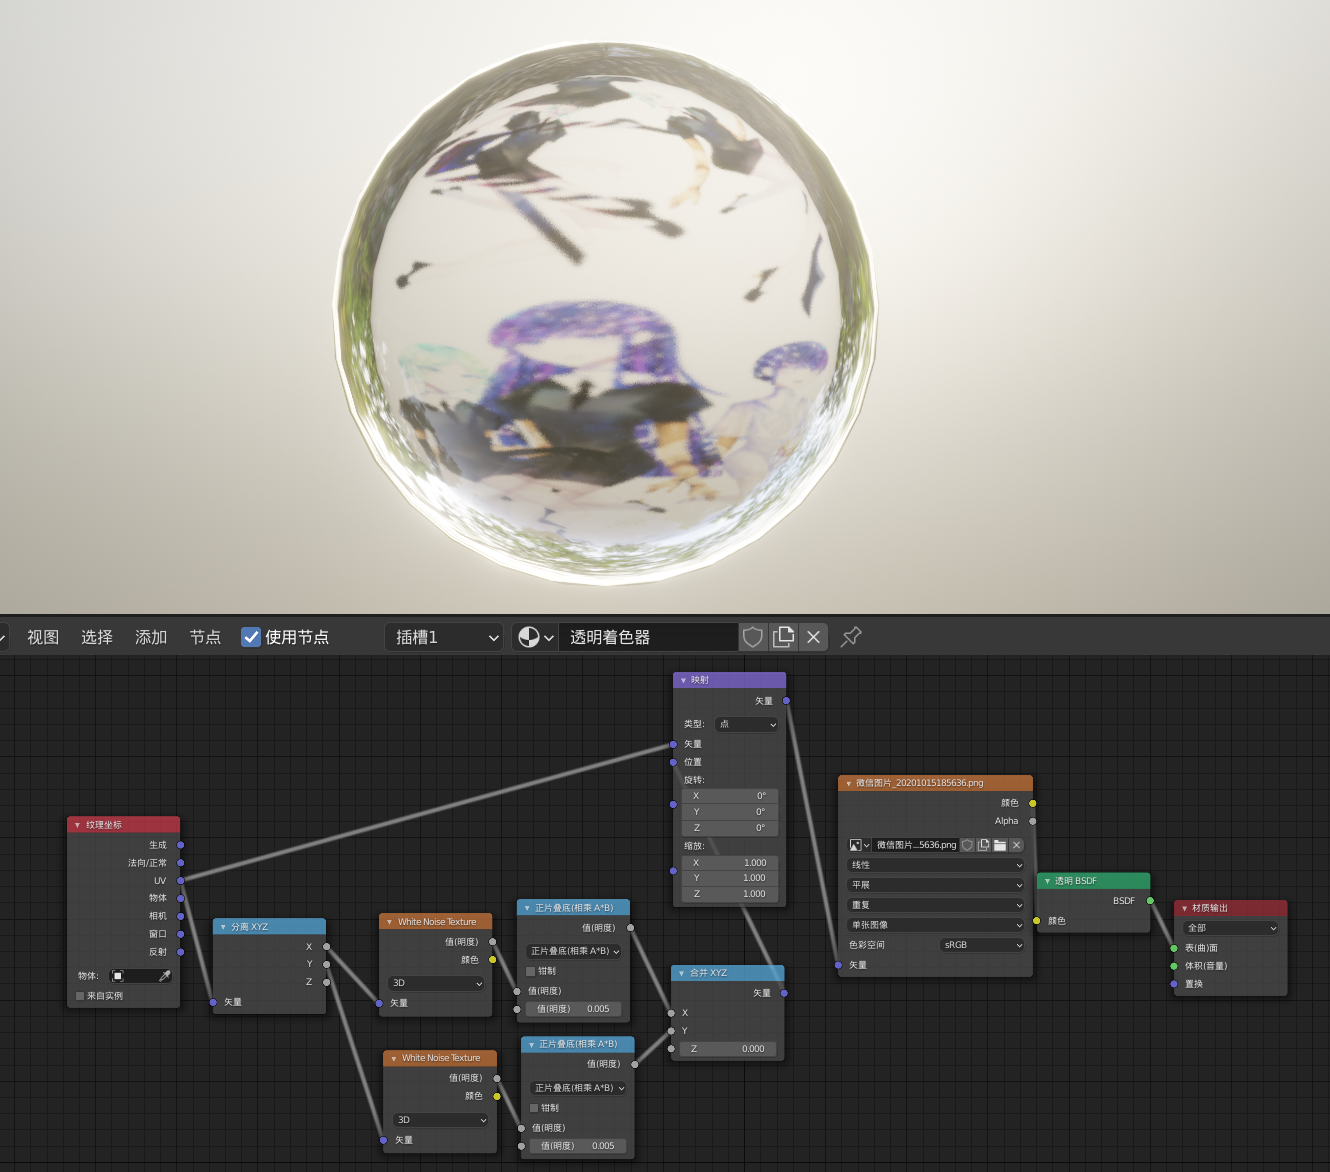 视图 选择 添加 节点 使用节点 插槽1 透明着色器
映射
矢量
类型: 点
矢量
位置
旋转:
X 0°
Y 0°
Z 0°
缩放:
X 1.000
Y 1.000
Z 1.000
纹理坐标
生成
法向/正常
UV
物体
相机
窗口
反射
物体:
来自实例
分离 XYZ
X
Y
Z
矢量
White Noise Texture
值(明度)
颜色
3D
矢量
White Noise Texture
值(明度)
颜色
3D
矢量
正片叠底(相乘 A*B)
值(明度)
正片叠底(相乘 A*B)
钳制
值(明度)
值(明度) 0.005
正片叠底(相乘 A*B)
值(明度)
正片叠底(相乘 A*B)
钳制
值(明度)
值(明度) 0.005
合并 XYZ
矢量
X
Y
Z 0.000
微信图片_20201015185636.png
颜色
Alpha
微信图片...5636.png
线性
平展
重复
单张图像
色彩空间 sRGB
矢量
透明 BSDF
BSDF
颜色
材质输出
全部
表(曲)面
体积(音量)
置换